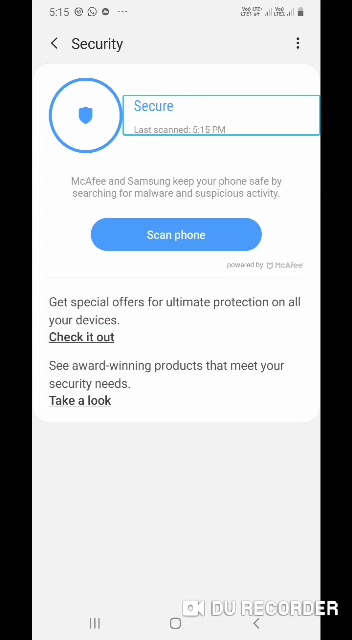 5:15
Security
Secure
Last scanned: 5:15 PM
McAfee and Samsung keep your phone safe by
searching for malware and suspicious activity.
Scan phone
powered by McAfee
Get special offers for ultimate protection on all
your devices.
Check it out
See award-winning products that meet your
security needs.
Take a look
DU RECORDER